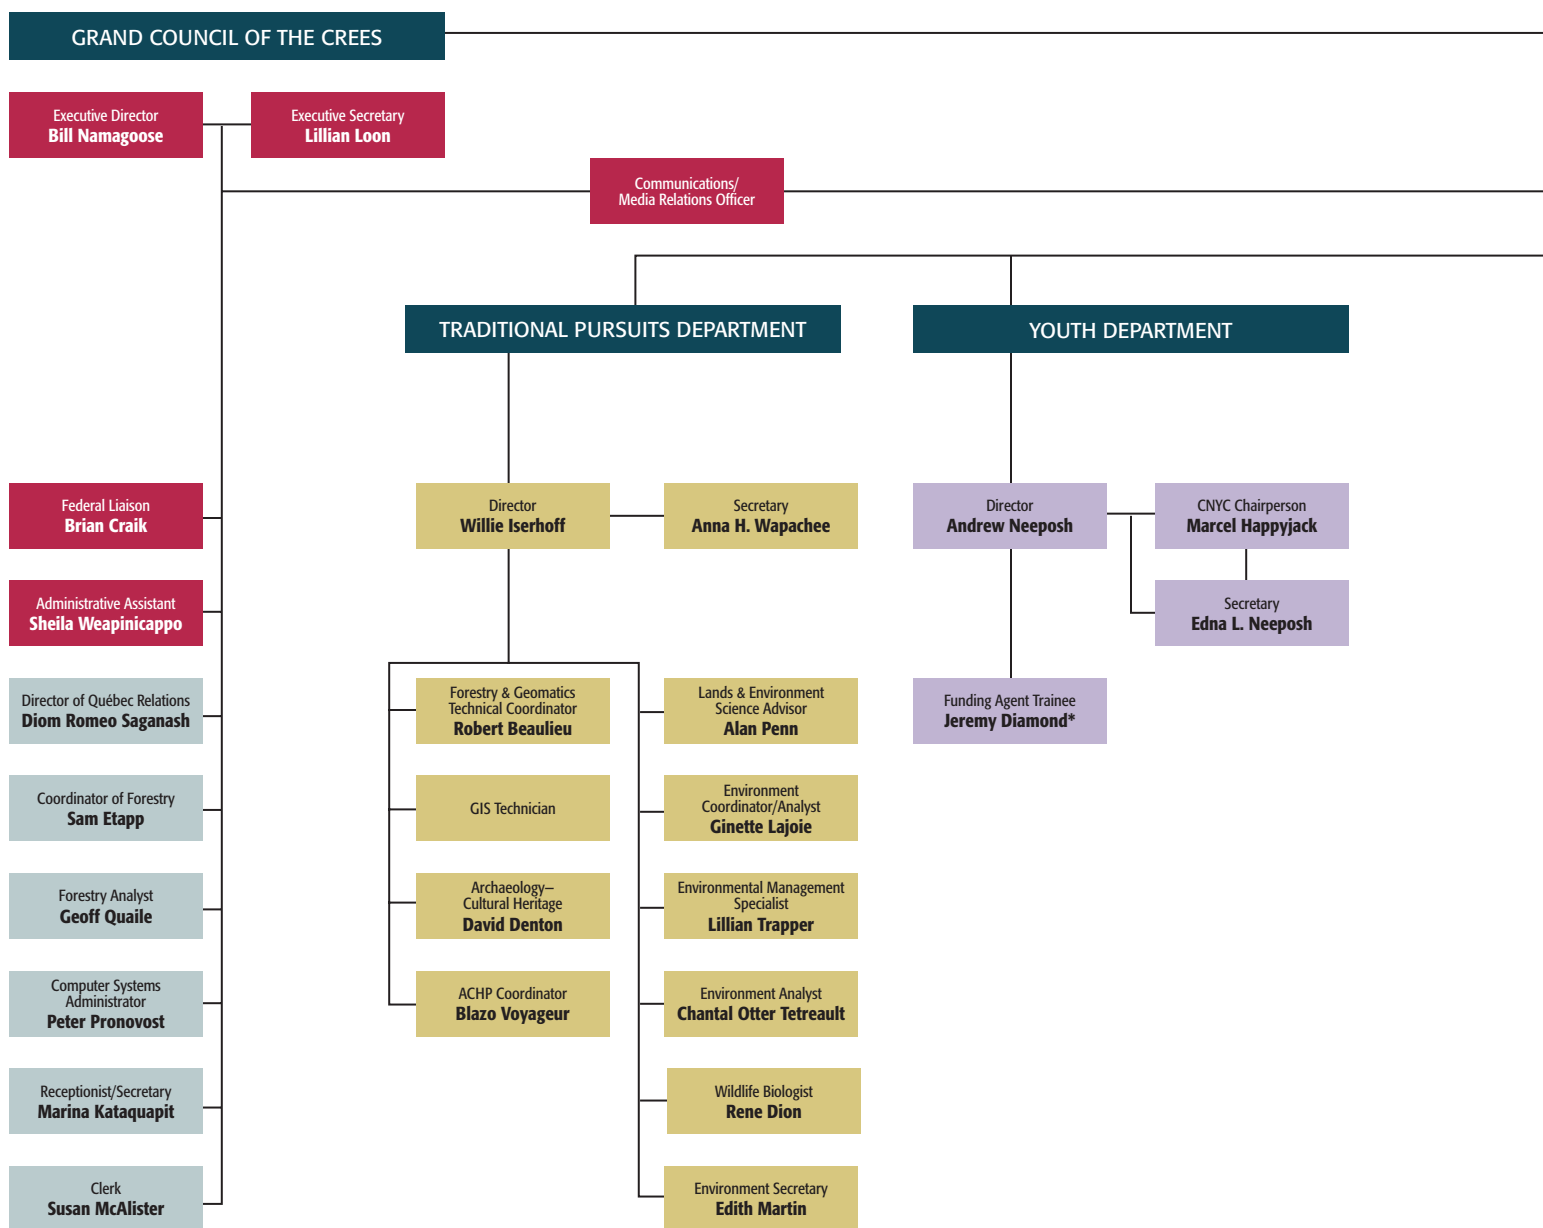 GRAND COUNCIL OF THE CREES
Executive Director
Bill Namagoose
Executive Secretary
Lillian Loon
Communications/
Media Relations Officer
TRADITIONAL PURSUITS DEPARTMENT
YOUTH DEPARTMENT
Federal Liaison
Brian Craik
Administrative Assistant
Sheila Weapinicappo
Director of Québec Relations
Diom Romeo Saganash
Coordinator of Forestry
Sam Etapp
Forestry Analyst
Geoff Quaile
Computer Systems
Administrator
Peter Pronovost
Receptionist/Secretary
Marina Kataquapit
Clerk
Susan McAlister
Director
Willie Iserhoff
Secretary
Anna H. Wapachee
Forestry & Geomatics
Technical Coordinator
Robert Beaulieu
GIS Technician
Archaeology–
Cultural Heritage
David Denton
ACHP Coordinator
Blazo Voyageur
Lands & Environment
Science Advisor
Alan Penn
Environment
Coordinator/Analyst
Ginette Lajoie
Environmental Management
Specialist
Lillian Trapper
Environment Analyst
Chantal Otter Tetreault
Wildlife Biologist
Rene Dion
Environment Secretary
Edith Martin
Director
Andrew Neeposh
CNYC Chairperson
Marcel Happyjack
Secretary
Edna L. Neeposh
Funding Agent Trainee
Jeremy Diamond*